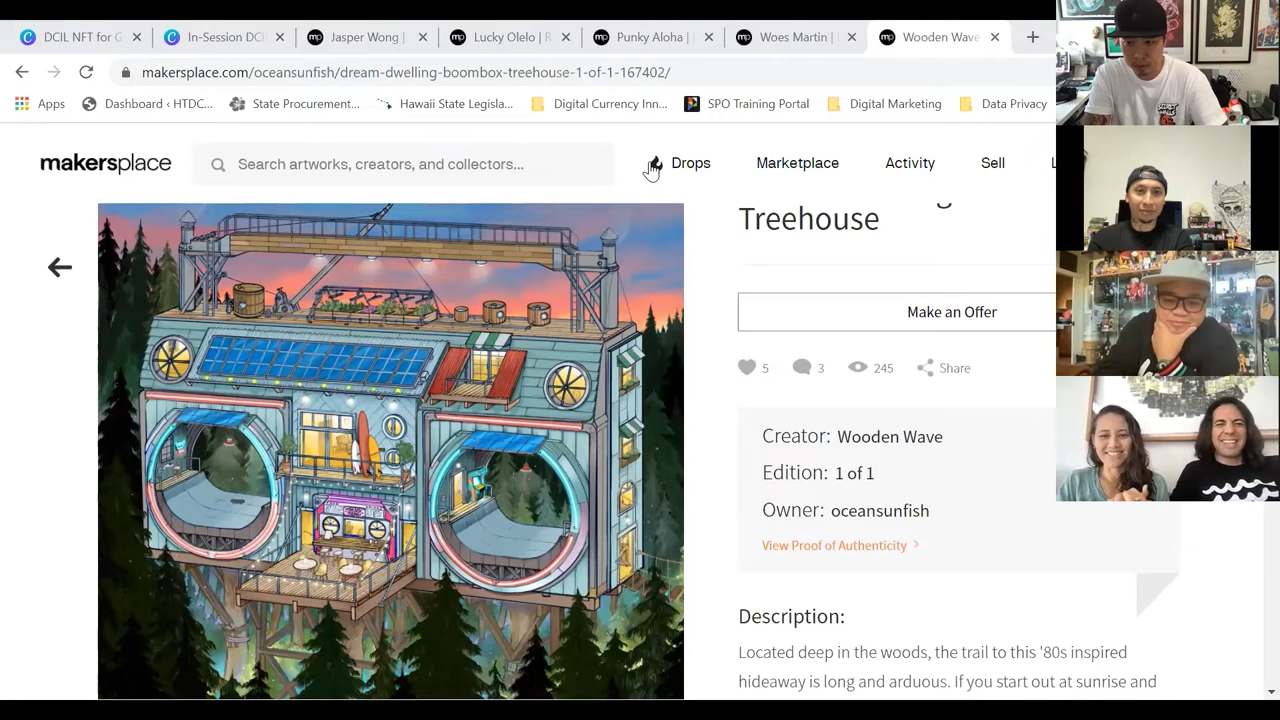 DCIL NFT for G
In-Session DCI
Jasper Wong
Lucky Olelo | R
Punky Aloha |
Woes Martin |
Wooden Wave
makersplace.com/oceansunfish/dream-dwelling-boombox-treehouse-1-of-1-167402/
Apps
Dashboard ‹ HTDC...
State Procurement...
Hawaii State Legisla...
Digital Currency Inn...
SPO Training Portal
Digital Marketing
Data Privacy
makersplace
Search artworks, creators, and collectors...
Drops
Marketplace
Activity
Sell
Treehouse
Make an Offer
5
3
245
Share
Creator: Wooden Wave
Edition: 1 of 1
Owner: oceansunfish
View Proof of Authenticity
Description:
Located deep in the woods, the trail to this '80s inspired
hideaway is long and arduous. If you start out at sunrise and